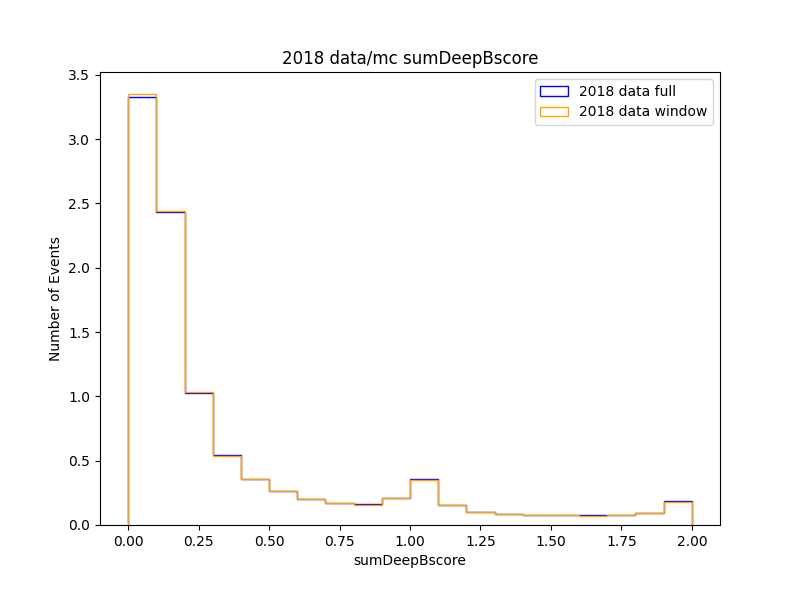 2018 data/mc sumDeepBscore
2018 data full
2018 data window
Number of Events
3.5
3.0
2.5
2.0
1.5
1.0
0.5
0.0
0.00 0.25 0.50 0.75 1.00 1.25 1.50 1.75 2.00
sumDeepBscore